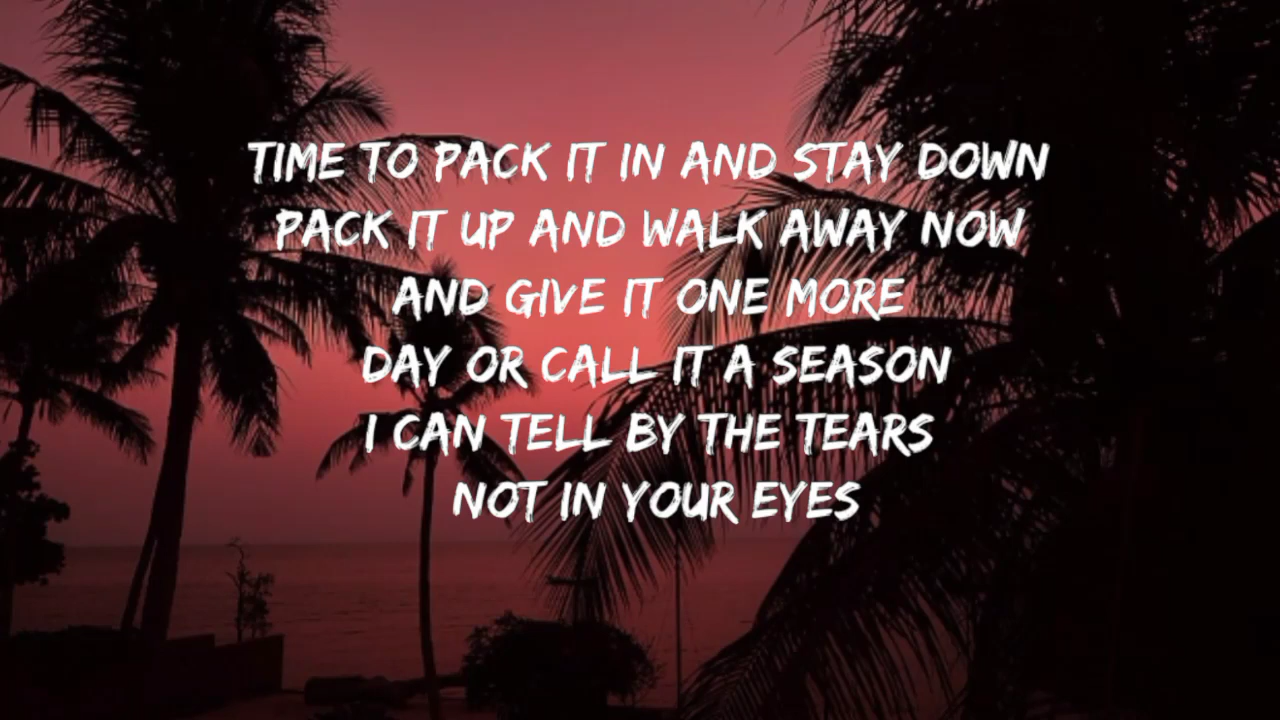 TIME TO PACK IT IN AND STAY DOWN
PACK IT UP AND WALK AWAY NOW
AND GIVE IT ONE MORE
DAY OR CALL IT A SEASON
I CAN TELL BY THE TEARS
NOT IN YOUR EYES